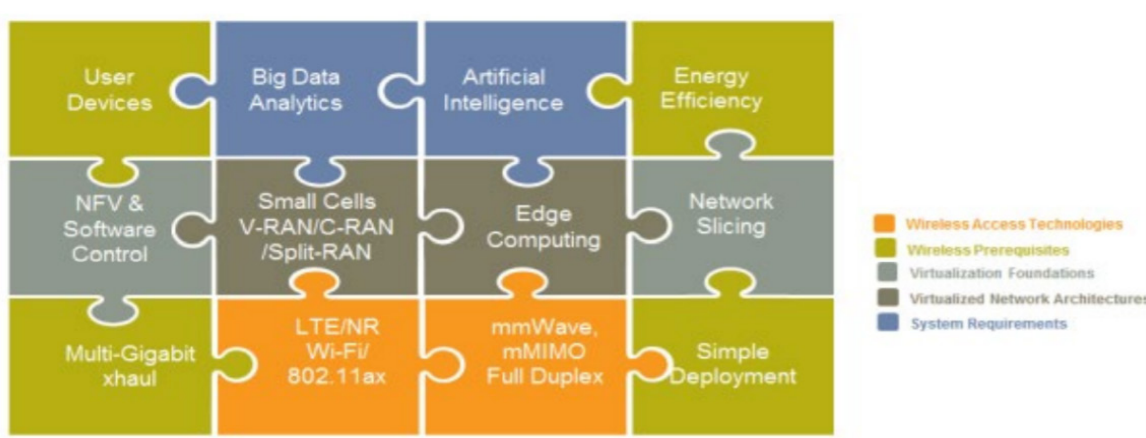 User
Devices
Big Data
Analytics
Artificial
Intelligence
Energy
Efficiency
NFV &
Software
Control
Small Cells
V-RAN/C-RAN
/Split-RAN
Edge
Computing
Network
Slicing
Multi-Gigabit
xhaul
LTE/NR
Wi-Fi/
802.11ax
mmWave,
mMIMO
Full Duplex
Simple
Deployment
Wireless Access Technologies
Wireless Prerequisites
Virtualization Foundations
Virtualized Network Architectures
System Requirements